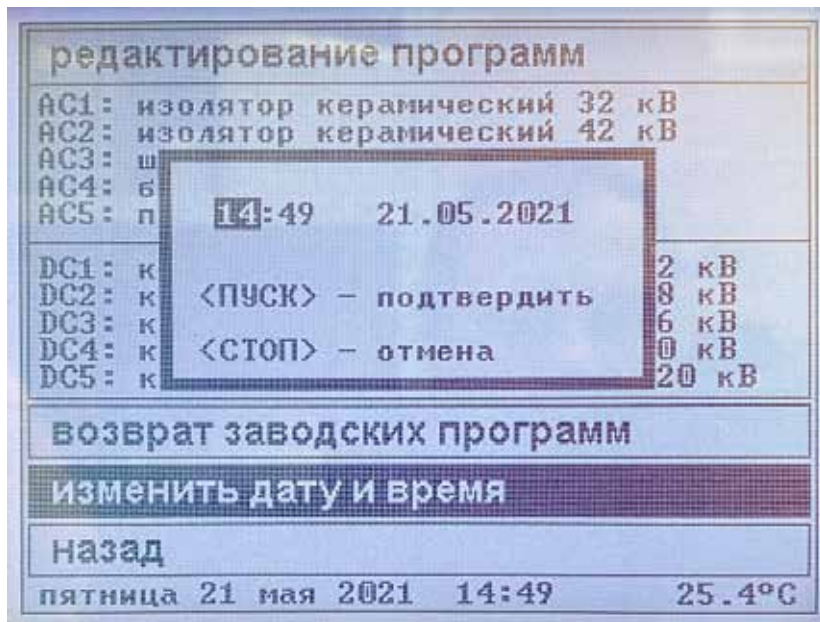 редактирование программ
AC1: изолятор керамический 32 кВ
AC2: изолятор керамический 42 кВ
AC3: ш
AC4: б
AC5: п
14:49 21.05.2021
<ПУСК> – подтвердить
<СТОП> – отмена
DC1: к 2 кВ
DC2: к 8 кВ
DC3: к 6 кВ
DC4: к 0 кВ
DC5: к 20 кВ
возврат заводских программ
изменить дату и время
назад
пятница 21 мая 2021 14:49 25.4°C